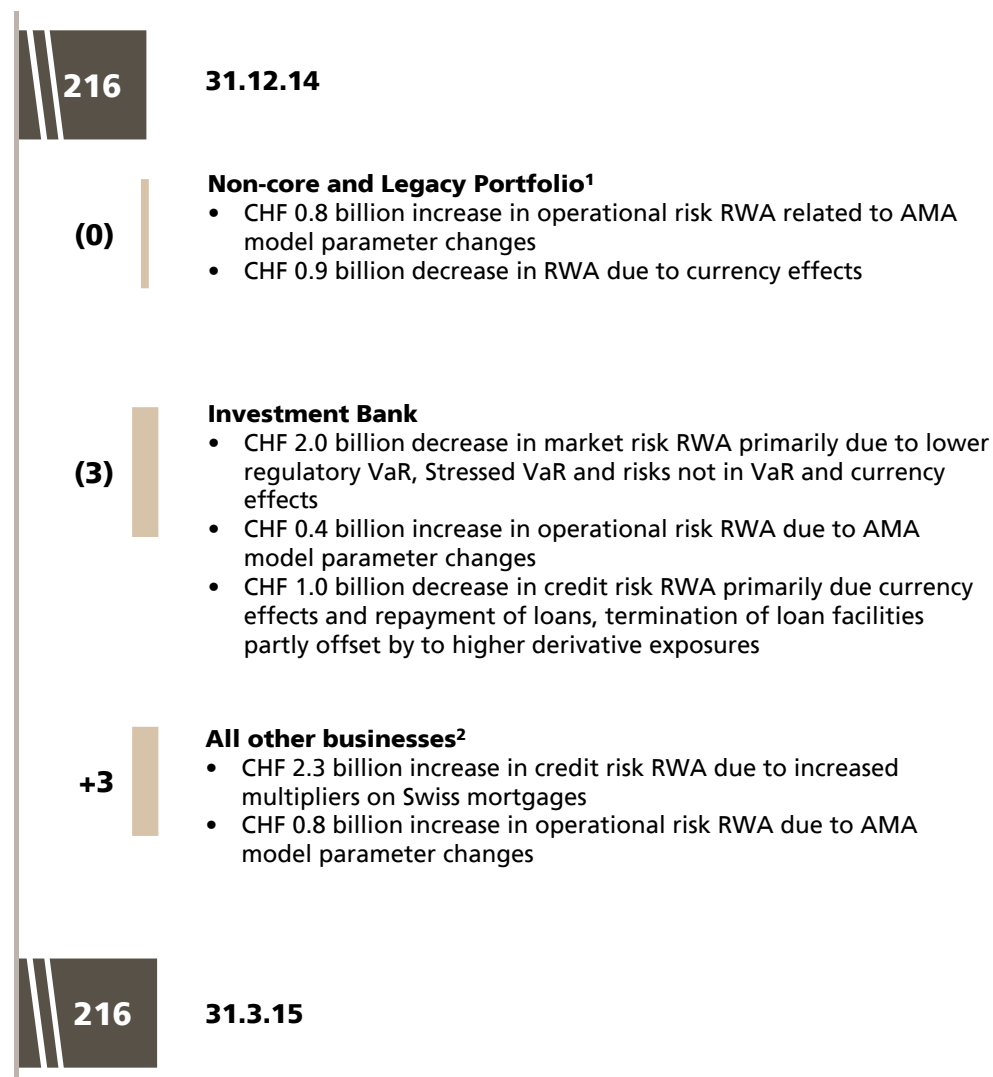 216 31.12.14
Non-core and Legacy Portfolio¹
(0)
• CHF 0.8 billion increase in operational risk RWA related to AMA
model parameter changes
• CHF 0.9 billion decrease in RWA due to currency effects
Investment Bank
(3)
• CHF 2.0 billion decrease in market risk RWA primarily due to lower
regulatory VaR, Stressed VaR and risks not in VaR and currency
effects
• CHF 0.4 billion increase in operational risk RWA due to AMA
model parameter changes
• CHF 1.0 billion decrease in credit risk RWA primarily due currency
effects and repayment of loans, termination of loan facilities
partly offset by to higher derivative exposures
All other businesses²
+3
• CHF 2.3 billion increase in credit risk RWA due to increased
multipliers on Swiss mortgages
• CHF 0.8 billion increase in operational risk RWA due to AMA
model parameter changes
216 31.3.15